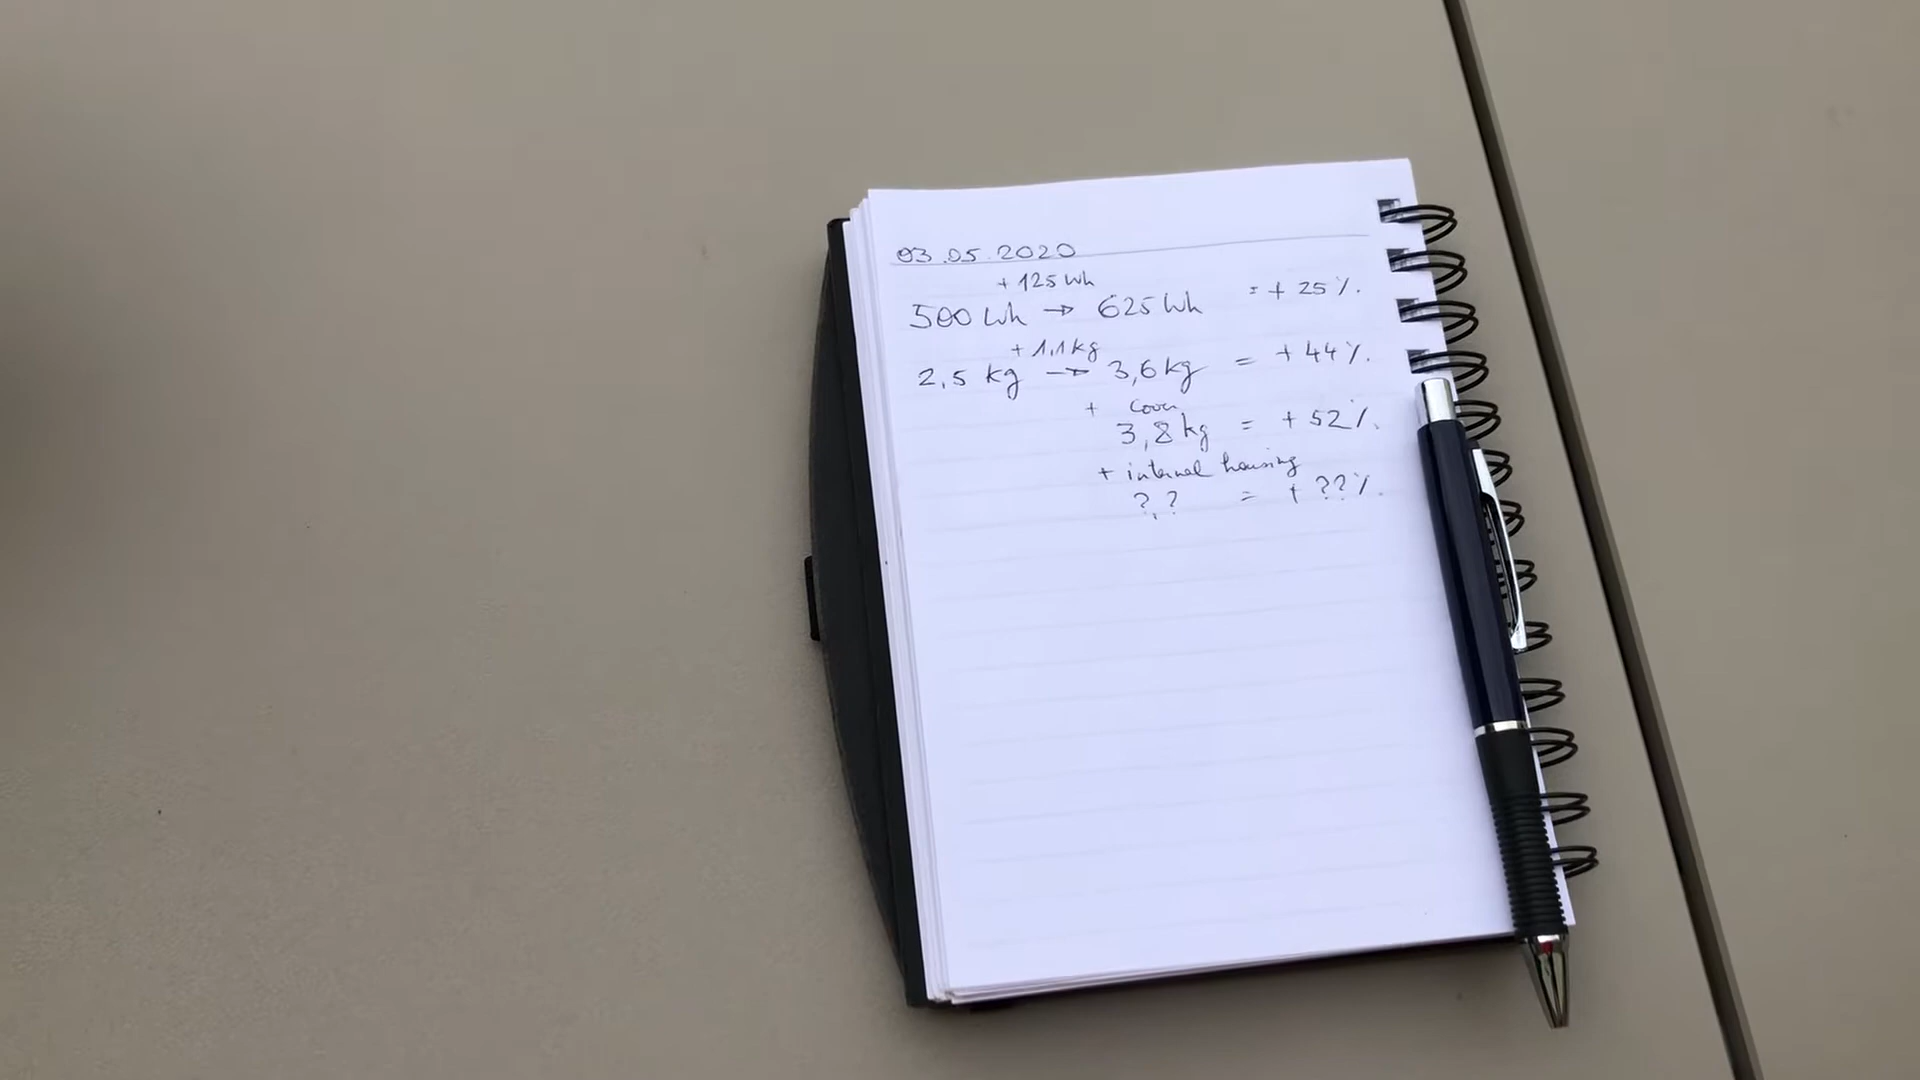 03.05.2020
+ 125 Wh
500 Wh → 625 Wh = + 25 %.
+ 1,1 kg
2,5 kg → 3,6 kg = + 44 %.
+ Cover
3,8 kg = + 52 %.
+ internal housing
?,? = + ?? %.